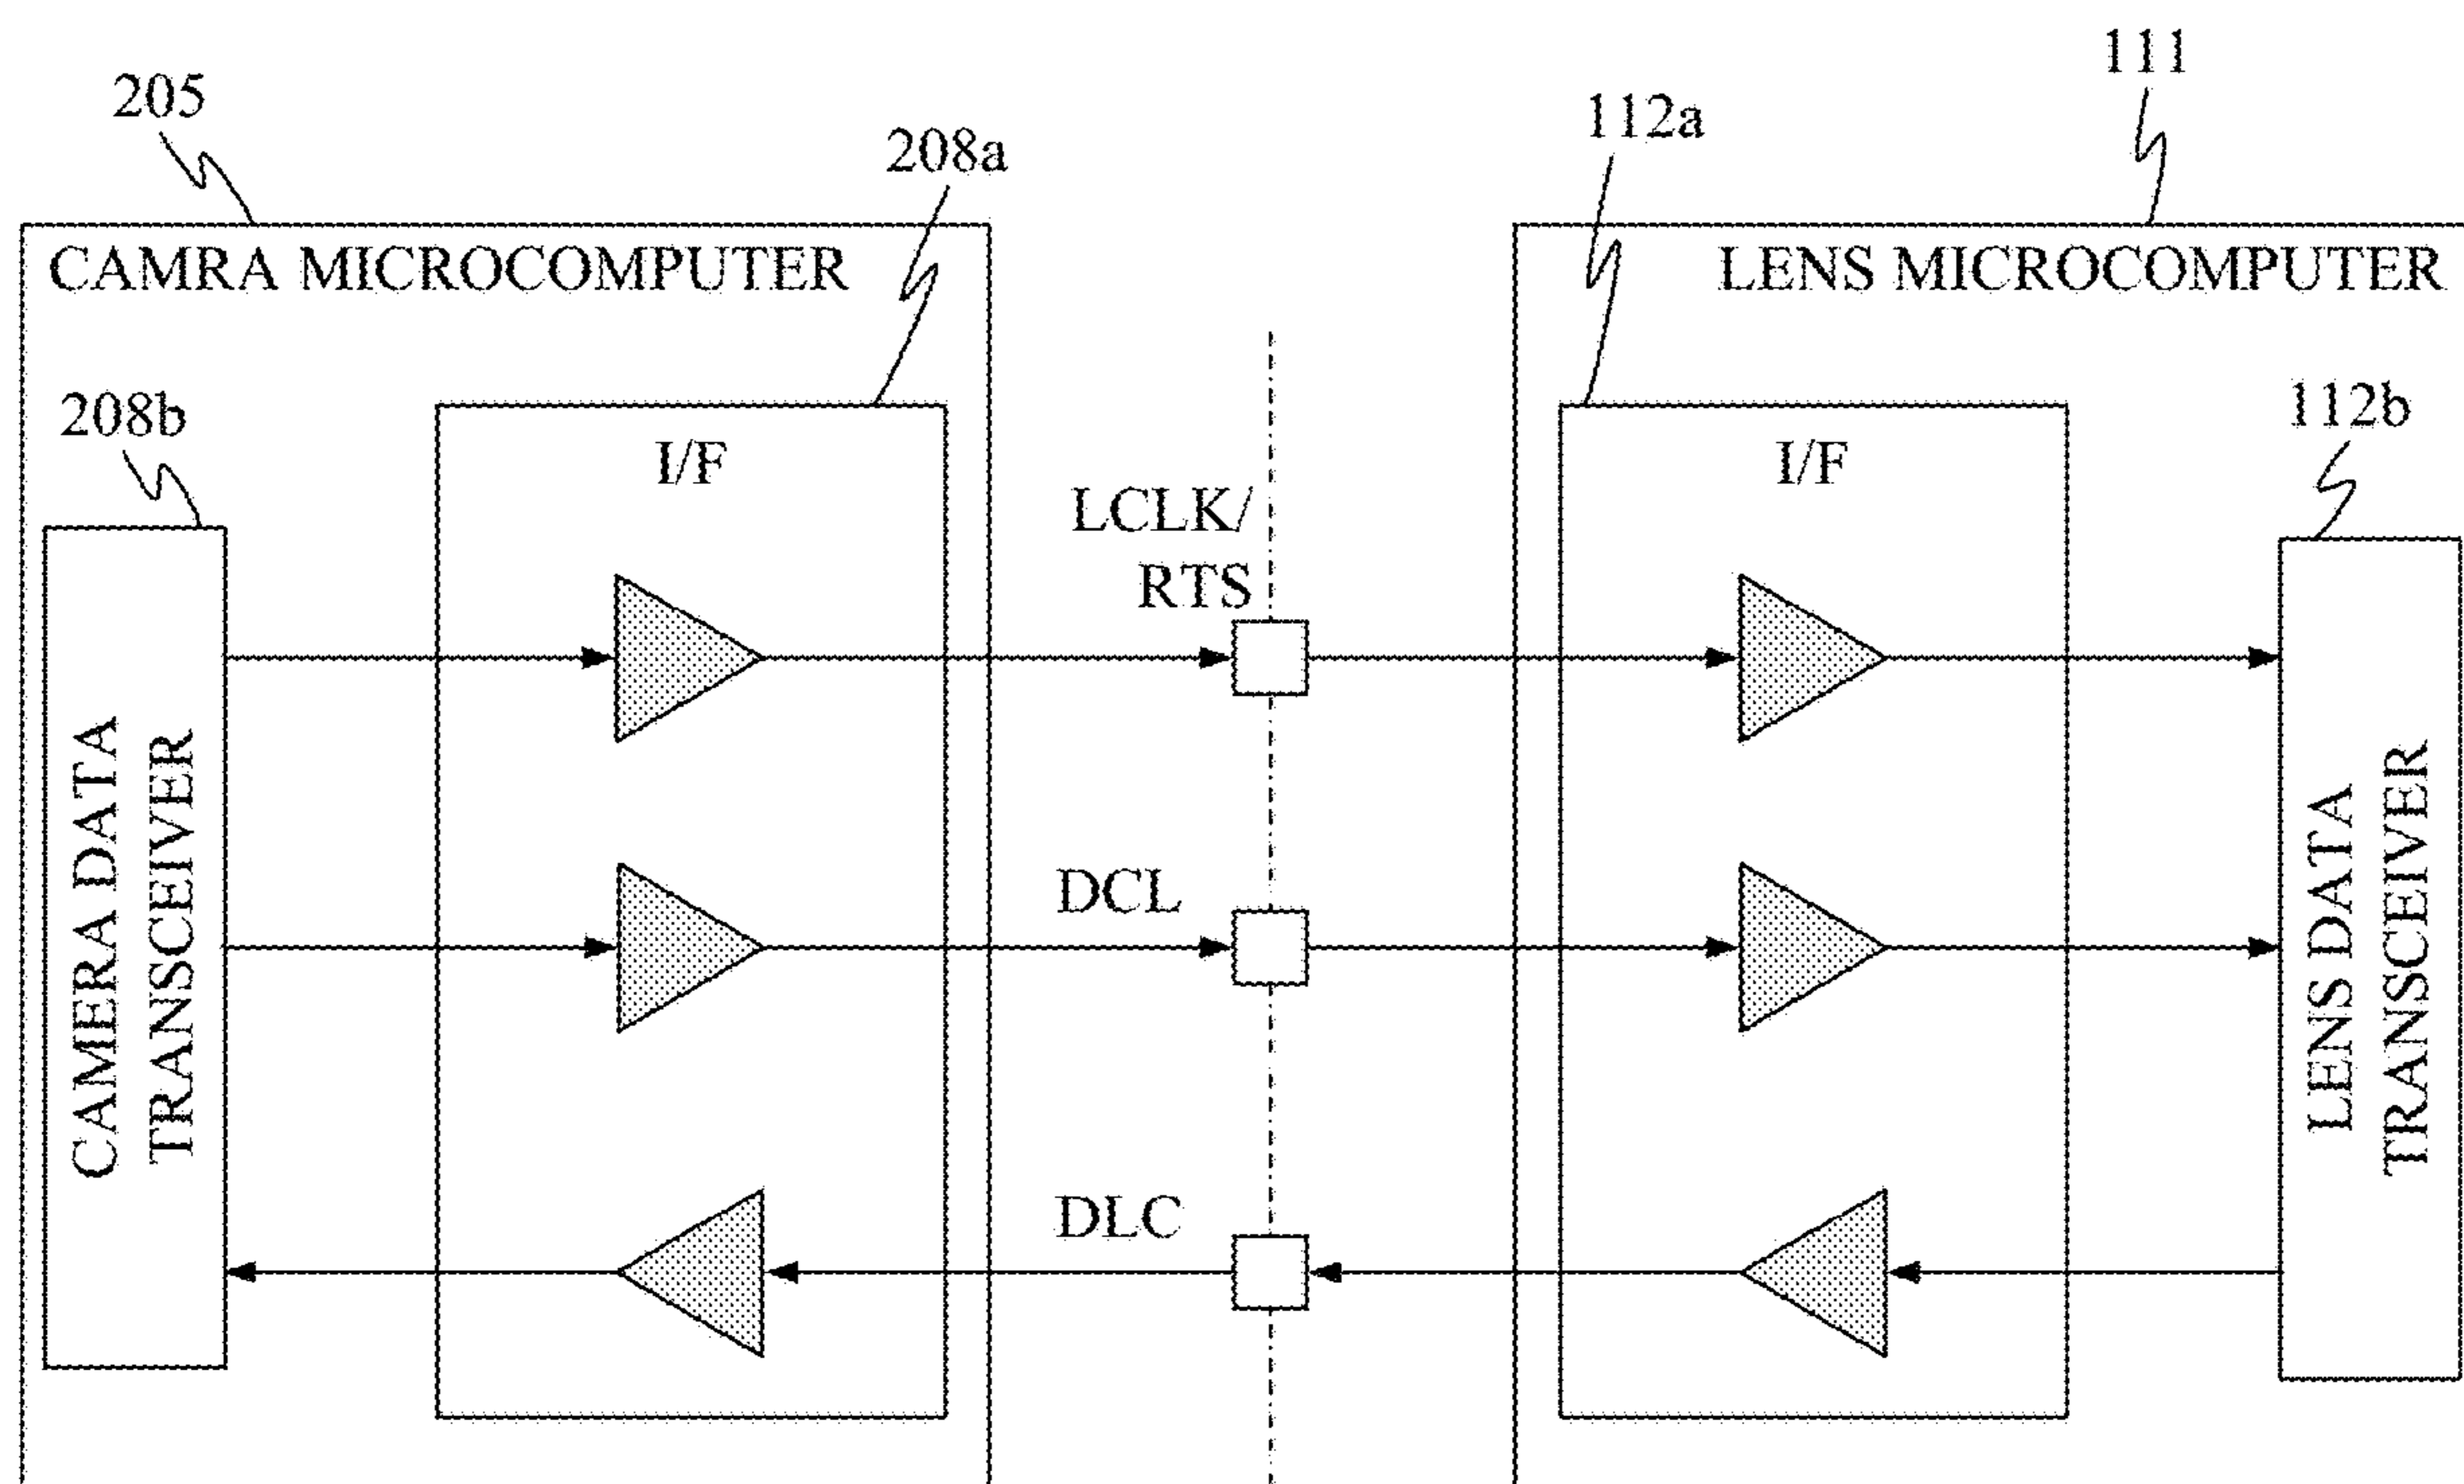 111
205
112a
208a
CAMRA MICROCOMPUTER
LENS MICROCOMPUTER
208b
112b
I/F
I/F
LCLK/
RTS
CAMERA DATA
TRANSCEIVER
DCL
LENS DATA
TRANSCEIVER
DLC